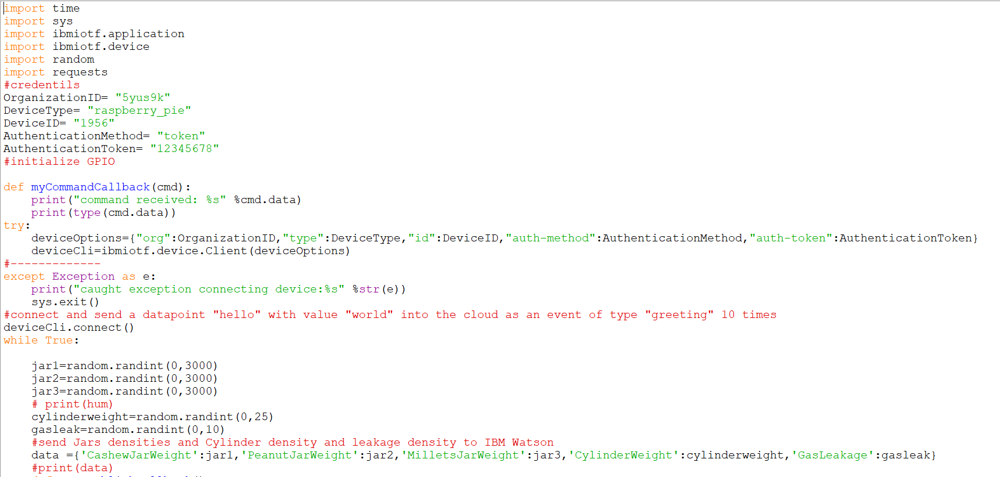 import time
import sys
import ibmiotf.application
import ibmiotf.device
import random
import requests
#credentils
OrganizationID= "5yus9k"
DeviceType= "raspberry_pie"
DeviceID= "1956"
AuthenticationMethod= "token"
AuthenticationToken= "12345678"
#initialize GPIO

def myCommandCallback(cmd):
    print("command received: %s" %cmd.data)
    print(type(cmd.data))
try:
    deviceOptions={"org":OrganizationID,"type":DeviceType,"id":DeviceID,"auth-method":AuthenticationMethod,"auth-token":AuthenticationToken}
    deviceCli=ibmiotf.device.Client(deviceOptions)
#-------------
except Exception as e:
    print("caught exception connecting device:%s" %str(e))
    sys.exit()
#connect and send a datapoint "hello" with value "world" into the cloud as an event of type "greeting" 10 times
deviceCli.connect()
while True:

    jar1=random.randint(0,3000)
    jar2=random.randint(0,3000)
    jar3=random.randint(0,3000)
    # print(hum)
    cylinderweight=random.randint(0,25)
    gasleak=random.randint(0,10)
    #send Jars densities and Cylinder density and leakage density to IBM Watson
    data ={'CashewJarWeight':jar1,'PeanutJarWeight':jar2,'MilletsJarWeight':jar3,'CylinderWeight':cylinderweight,'GasLeakage':gasleak}
    #print(data)